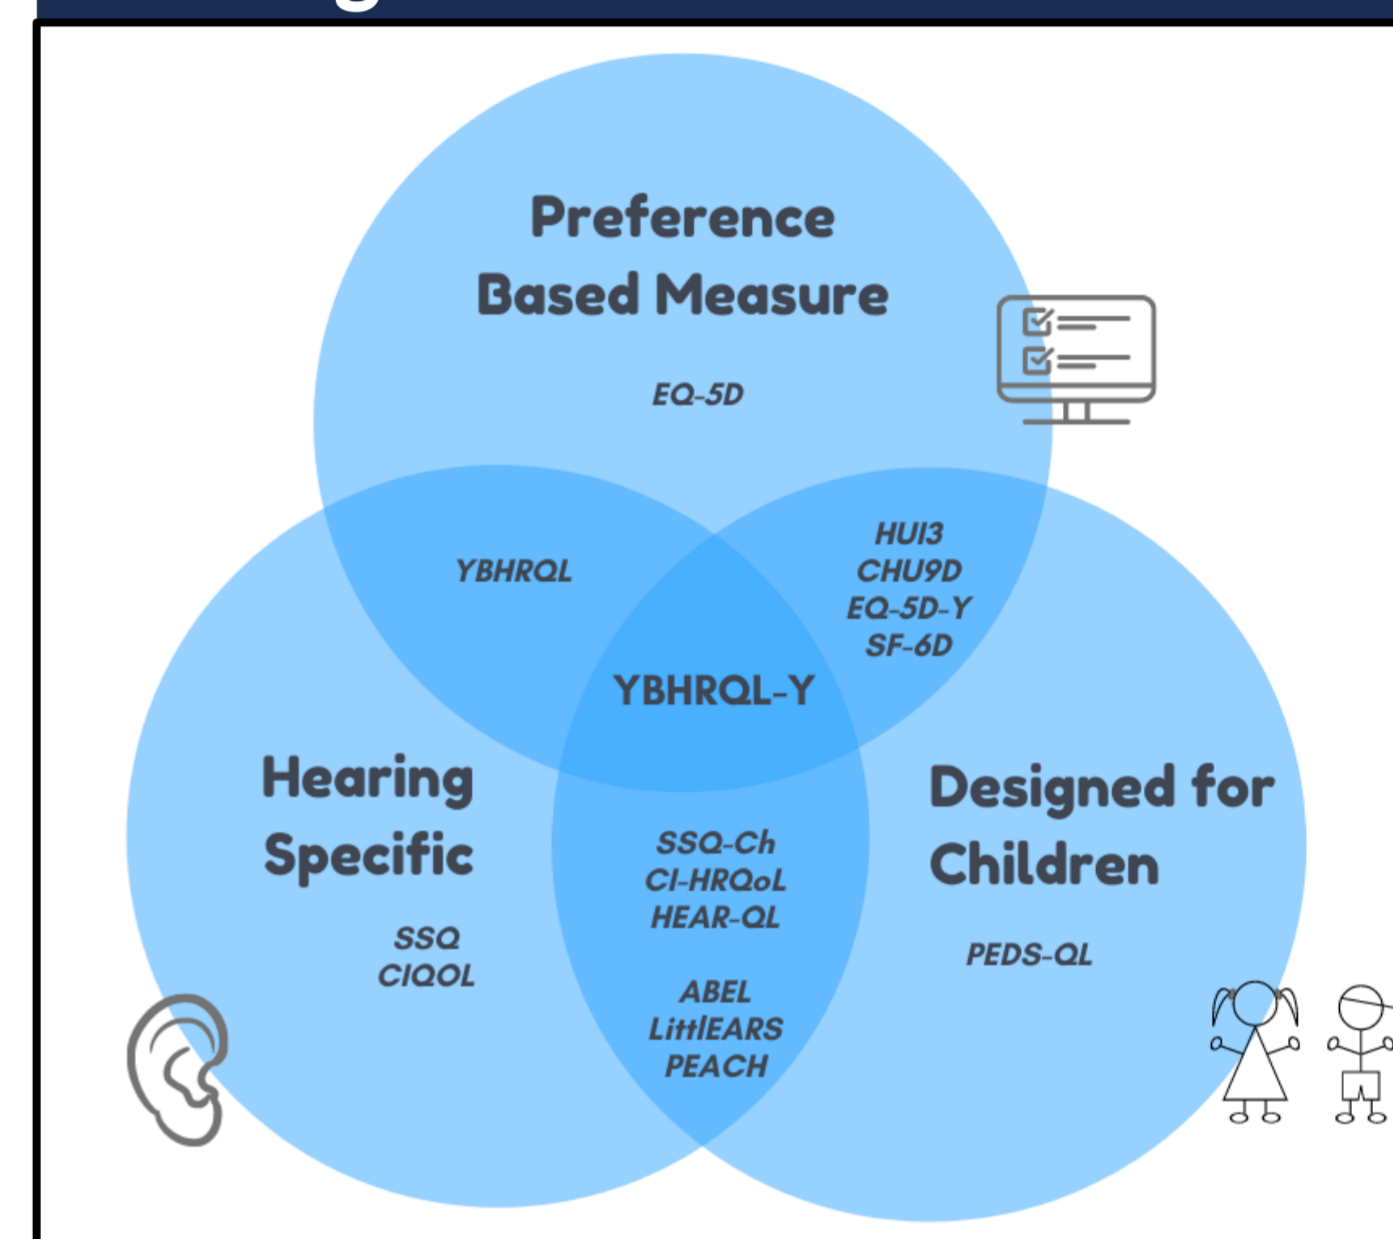 g
Preference
Based Measure
EQ-5D
YBHRQL
HUI3
CHU9D
EQ-5D-Y
SF-6D
YBHRQL-Y
Hearing
Specific
SSQ
CIQOL
SSQ-Ch
CI-HRQoL
HEAR-QL
ABEL
LittlEARS
PEACH
Designed for
Children
PEDS-QL